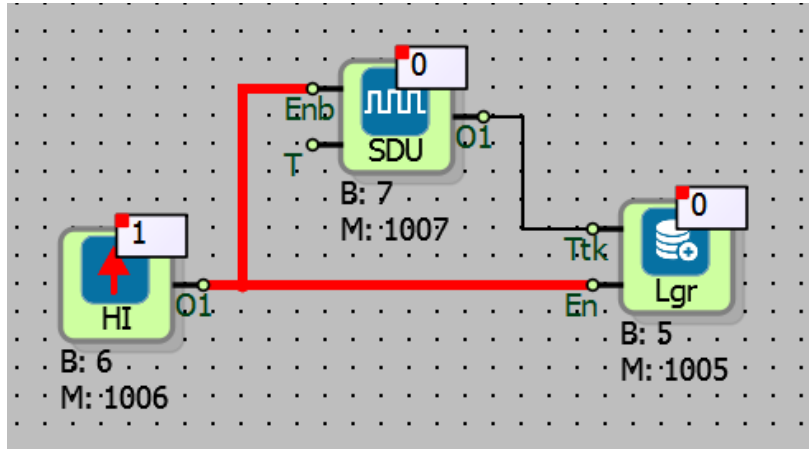 0
Enb
O1
SDU
T
B: 7
M: 1007
0
Ttk
En
Lgr
B: 5
M: 1005
1
O1
HI
B: 6
M: 1006